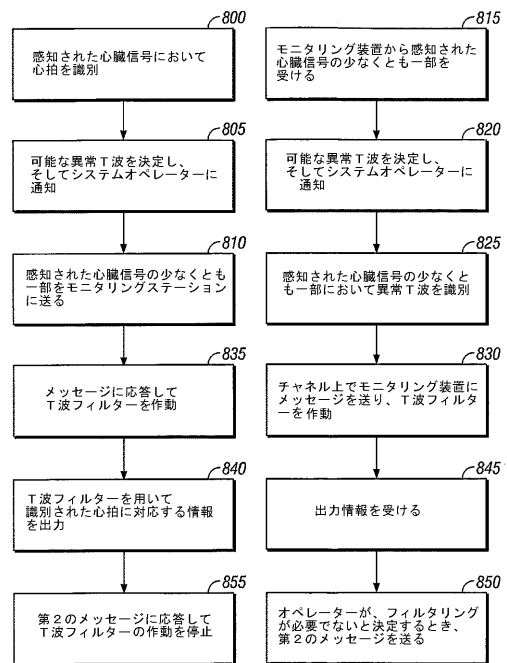 800
感知された心臓信号において
心拍を識別
805
可能な異常T波を決定し、
そしてシステムオペレーターに
通知
810
感知された心臓信号の少なくとも
一部をモニタリングステーション
に送る
835
メッセージに応答して
T波フィルターを作動
840
T波フィルターを用いて
識別された心拍に対応する情報
を出力
855
第2のメッセージに応答して
T波フィルターの作動を停止
815
モニタリング装置から感知された
心臓信号の少なくとも一部を
受ける
820
可能な異常T波を決定し、
そしてシステムオペレーターに
通知
825
感知された心臓信号の少なくと
も一部において異常T波を識別
830
チャネル上でモニタリング装置に
メッセージを送り、T波フィルタ
ーを作動
845
出力情報を受ける
850
オペレーターが、フィルタリング
が必要でないと決定するとき、
第2のメッセージを送る